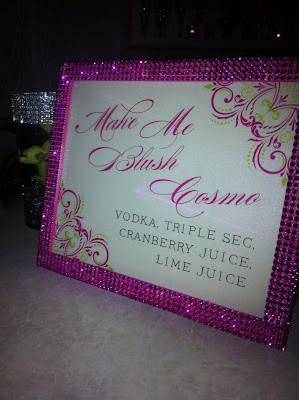 Make Me
Blush
Cosmo
VODKA, TRIPLE SEC,
CRANBERRY JUICE,
LIME JUICE